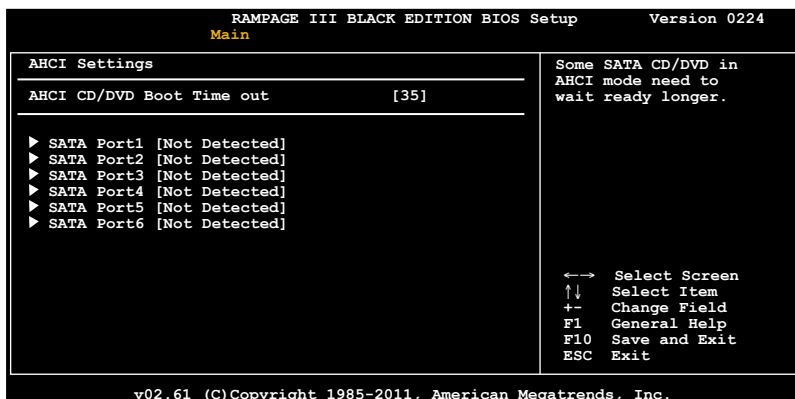 RAMPAGE III BLACK EDITION BIOS Setup Version 0224
Main
AHCI Settings
AHCI CD/DVD Boot Time out [35]
SATA Port1 [Not Detected]
SATA Port2 [Not Detected]
SATA Port3 [Not Detected]
SATA Port4 [Not Detected]
SATA Port5 [Not Detected]
SATA Port6 [Not Detected]
Some SATA CD/DVD in
AHCI mode need to
wait ready longer.
←→ Select Screen
↑↓ Select Item
+- Change Field
F1 General Help
F10 Save and Exit
ESC Exit
v02.61 (C)Copyright 1985-2011, American Megatrends, Inc.